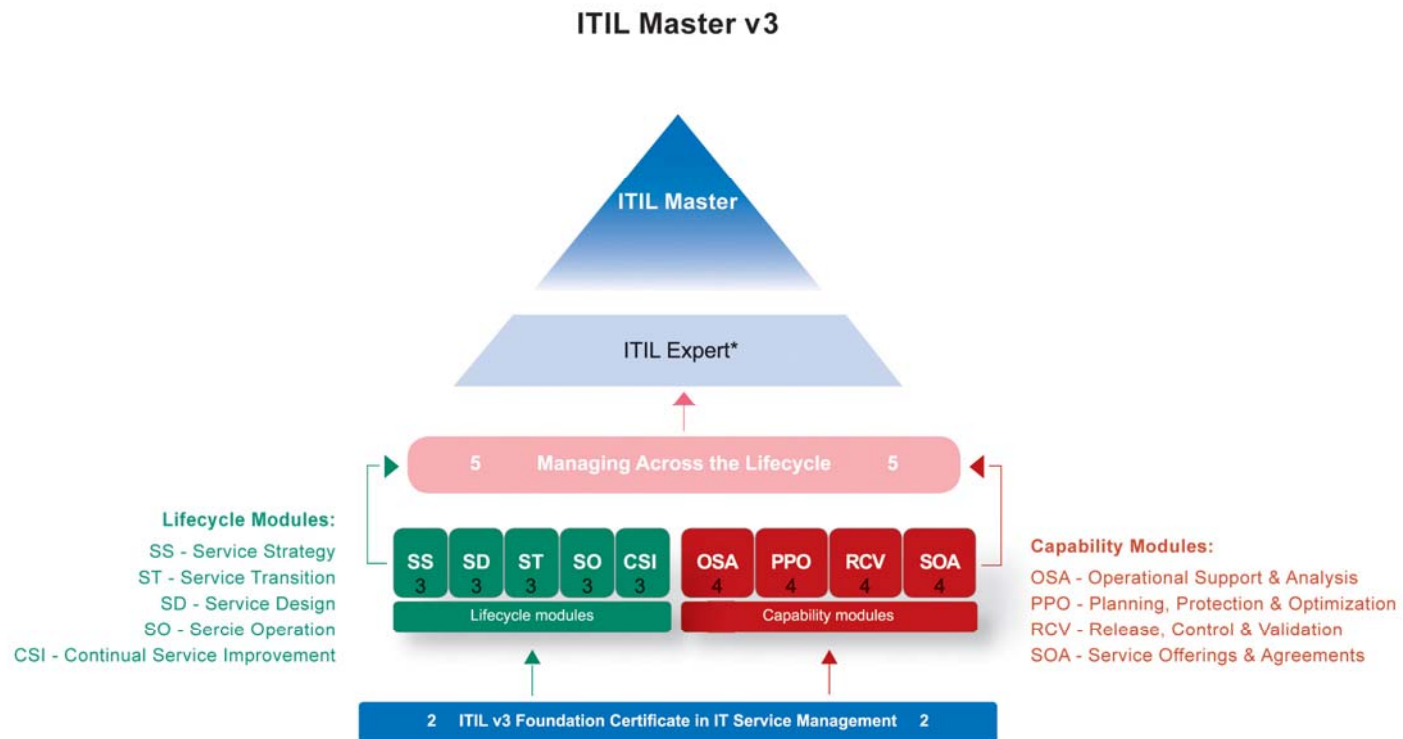 ITIL Master v3
ITIL Master
ITIL Expert*
5 Managing Across the Lifecycle 5
Lifecycle Modules:
SS - Service Strategy
ST - Service Transition
SD - Service Design
SO - Sercie Operation
CSI - Continual Service Improvement
SS SD ST SO CSI OSA PPO RCV SOA
3 3 3 3 3 4 4 4 4
Lifecycle modules Capability modules
Capability Modules:
OSA - Operational Support & Analysis
PPO - Planning, Protection & Optimization
RCV - Release, Control & Validation
SOA - Service Offerings & Agreements
2 ITIL v3 Foundation Certificate in IT Service Management 2